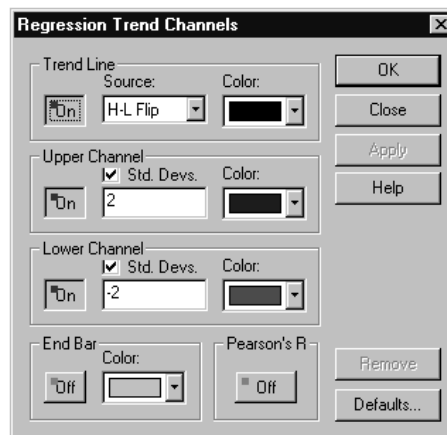 Regression Trend Channels
Trend Line
Source: Color:
On H-L Flip
OK
Close
Apply
Help
Upper Channel
Std. Devs. Color:
On 2
Lower Channel
Std. Devs. Color:
On -2
End Bar
Color:
Off
Pearson's R
Off
Remove
Defaults...